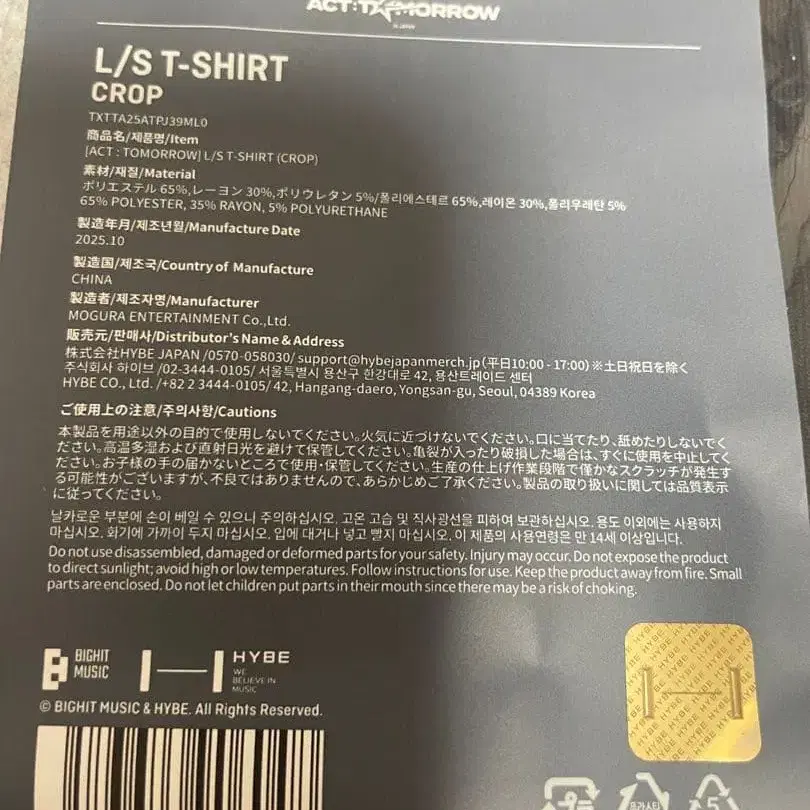 ACT : TOMORROW
IN JAPAN
L/S T-SHIRT
CROP
TXTTA25ATPJ39ML0
商品名/제품명/Item
[ACT : TOMORROW] L/S T-SHIRT (CROP)
素材/재질/Material
ポリエステル 65%,レーヨン 30%,ポリウレタン 5%/폴리에스테르 65%,레이온 30%,폴리우레탄 5%
65% POLYESTER, 35% RAYON, 5% POLYURETHANE
製造年月/제조년월/Manufacture Date
2025.10
製造国/제조국/Country of Manufacture
CHINA
製造者/제조자명/Manufacturer
MOGURA ENTERTAINMENT Co.,Ltd.
販売元/판매사/Distributor's Name & Address
株式会社HYBE JAPAN /0570-058030/ support@hybejapanmerch.jp (平日10:00 - 17:00) ※土日祝日を除く
주식회사 하이브 /02-3444-0105/ 서울특별시 용산구 한강대로 42, 용산트레이드 센터
HYBE CO., Ltd. /+82 2 3444-0105/ 42, Hangang-daero, Yongsan-gu, Seoul, 04389 Korea
ご使用上の注意/주의사항/Cautions
本製品を用途以外の目的で使用しないでください。火気に近づけないでください。口に当てたり、舐めたりしないでく
ださい。高温多湿および直射日光を避けて保管してください。亀裂が入ったり破損した場合は、すぐに使用を中止してく
ださい。お子様の手の届かないところで使用・保管してください。生産の仕上げ作業段階で僅かなスクラッチが発生す
る可能性がございますが、不良ではありませんので、あらかじめご了承ください。製品の取り扱いに関しては品質表示
に従ってください。
날카로운 부분에 손이 베일 수 있으니 주의하십시오. 고온 고습 및 직사광선을 피하여 보관하십시오. 용도 이외에는 사용하지
마십시오. 화기에 가까이 두지 마십시오. 입에 대거나 넣고 빨지 마십시오. 이 제품의 사용연령은 만 14세 이상입니다.
Do not use disassembled, damaged or deformed parts for your safety. Injury may occur. Do not expose the product
to direct sunlight; avoid high or low temperatures. Follow instructions for use. Keep the product away from fire. Small
parts are enclosed. Do not let children put parts in their mouth since there may be a risk of choking.
BIGHIT
MUSIC
HYBE
WE
BELIEVE IN
MUSIC
© BIGHIT MUSIC & HYBE. All Rights Reserved.
HYBE
プラ
플라스틱